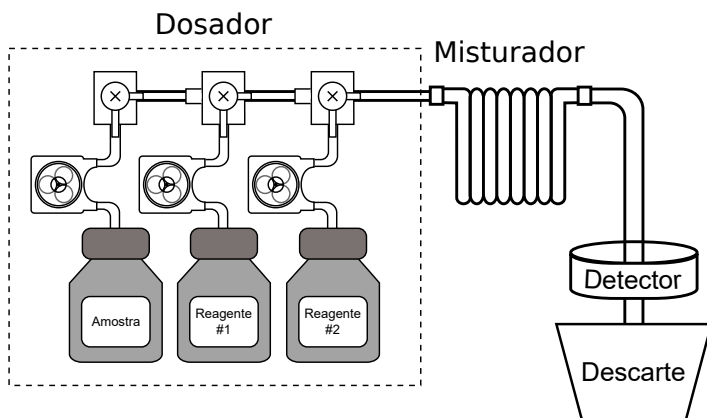 Dosador
Misturador
Amostra
Reagente
#1
Reagente
#2
Detector
Descarte